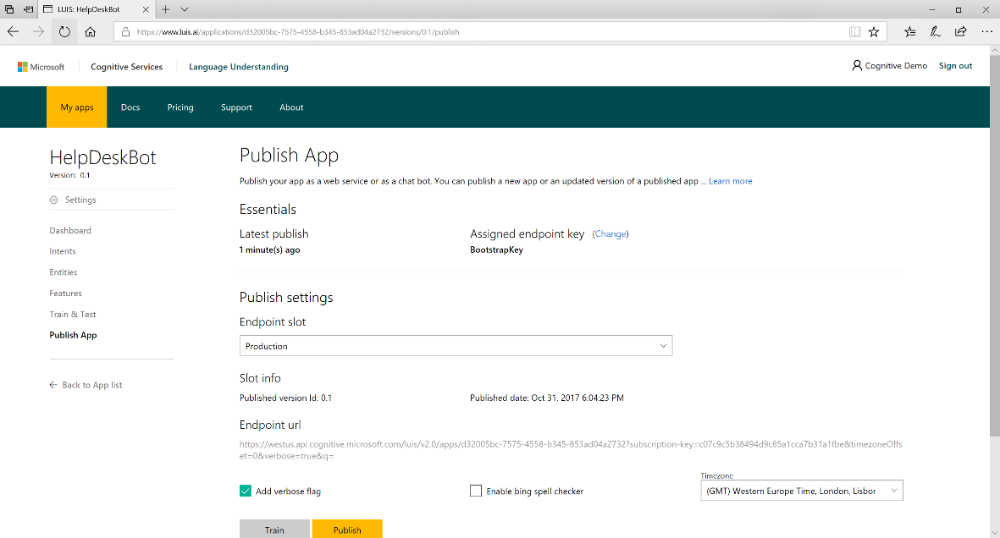 LUIS: HelpDeskBot
https://www.luis.ai/applications/d32005bc-7575-4558-b345-853ad04a2732/versions/0.1/publish
Microsoft
Cognitive Services
Language Understanding
Cognitive Demo
Sign out
My apps
Docs
Pricing
Support
About
HelpDeskBot
Version: 0.1
Settings
Dashboard
Intents
Entities
Features
Train & Test
Publish App
Back to App list
Publish App
Publish your app as a web service or as a chat bot. You can publish a new app or an updated version of a published app ... Learn more
Essentials
Latest publish
1 minute(s) ago
Assigned endpoint key (Change)
BootstrapKey
Publish settings
Endpoint slot
Production
Slot info
Published version Id: 0.1
Published date: Oct 31, 2017 6:04:23 PM
Endpoint url
https://westus.api.cognitive.microsoft.com/luis/v2.0/apps/d32005bc-7575-4558-b345-853ad04a2732?subscription-key=c07c9c5b38494d9c85a1cca7b31a1fbe&timezoneOffs
et=0&verbose=true&q=
Add verbose flag
Enable bing spell checker
Timezone
(GMT) Western Europe Time, London, Lisbor
Train
Publish